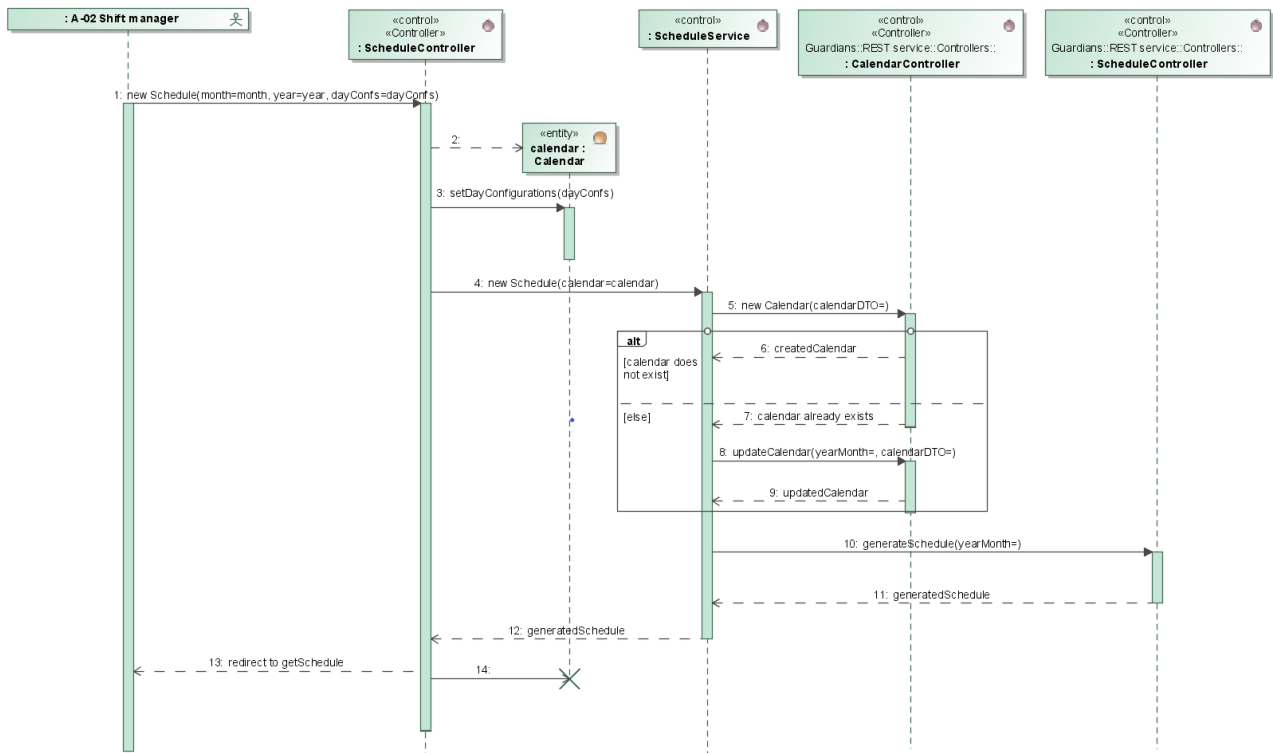 : A-02 Shift manager
«control»
«Controller»
: ScheduleController
«control»
: ScheduleService
«control»
«Controller»
Guardians::REST service::Controllers::
: CalendarController
«control»
«Controller»
Guardians::REST service::Controllers::
: ScheduleController
1: new Schedule(month=month, year=year, dayConfs=dayConfs)
2:
«entity»
calendar :
Calendar
3: setDayConfigurations(dayConfs)
4: new Schedule(calendar=calendar)
5: new Calendar(calendarDTO=)
alt
6: createdCalendar
[calendar does
not exist]
[else]
7: calendar already exists
8: updateCalendar(yearMonth=, calendarDTO=)
9: updatedCalendar
10: generateSchedule(yearMonth=)
11: generatedSchedule
12: generatedSchedule
13: redirect to getSchedule
14: